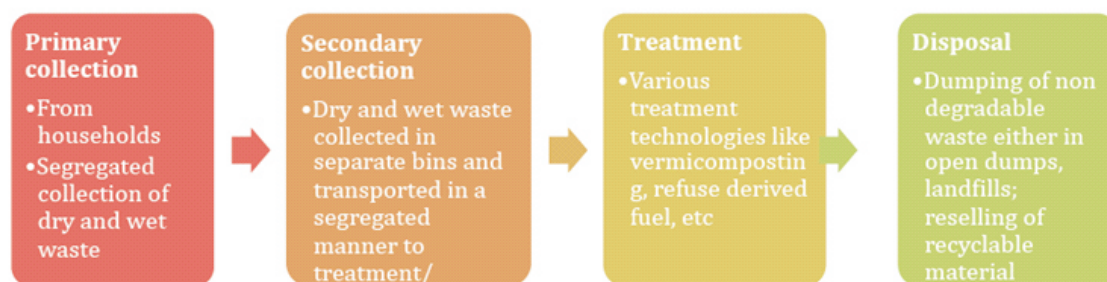 Primary
collection
•From
households
•Segregated
collection of
dry and wet
waste
Secondary
collection
•Dry and wet waste
collected in
separate bins and
transported in a
segregated
manner to
treatment/
Treatment
•Various
treatment
technologies like
vermicompostin
g, refuse derived
fuel, etc
Disposal
•Dumping of non
degradable
waste either in
open dumps,
landfills;
reselling of
recyclable
material